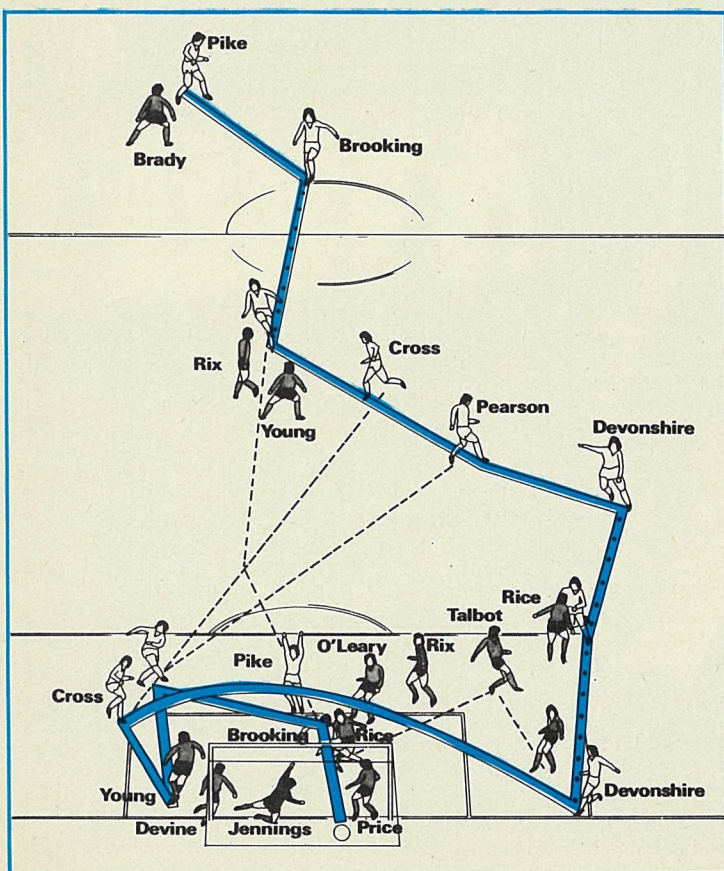 Pike
Brady
Brooking
Rix
Young
Cross
Pearson
Devonshire
Rice
Talbot
Rix
O'Leary
Pike
Cross
Brooking
Rice
Young
Devine
Jennings
Price
Devonshire